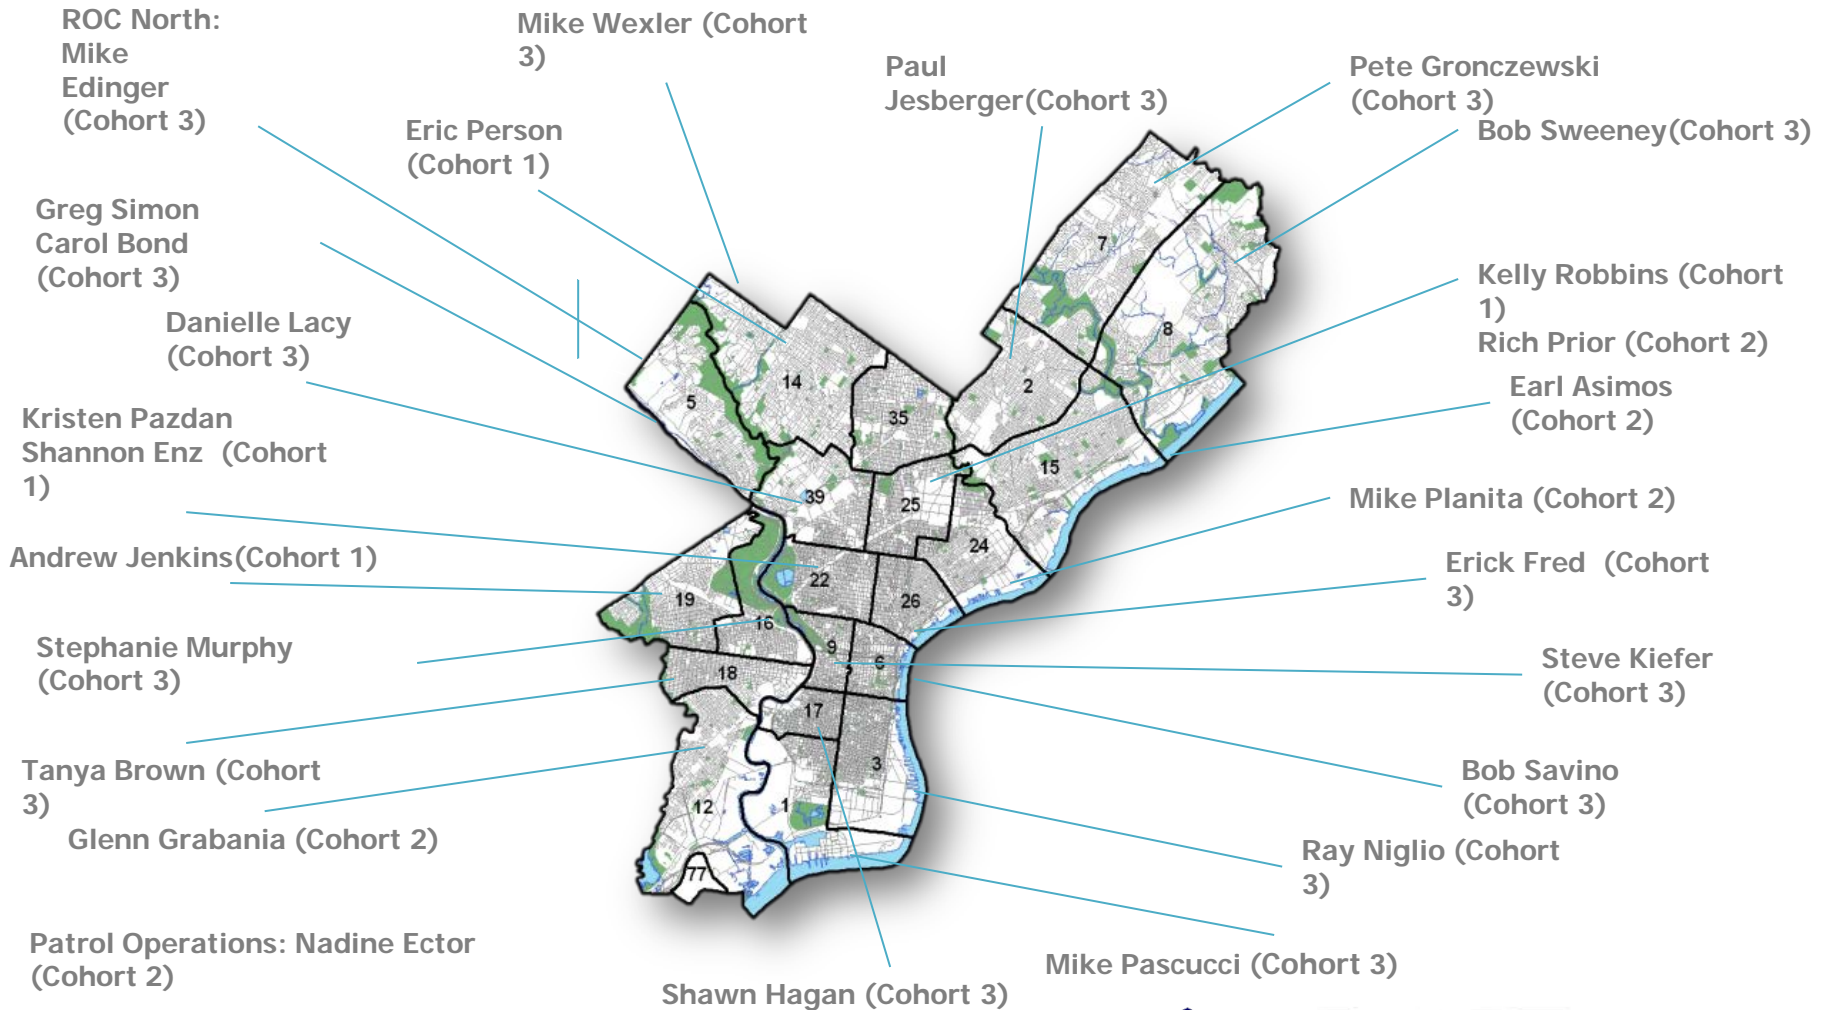 ROC North:
Mike
Edinger
(Cohort 3)
Mike Wexler (Cohort
3)
Paul
Jesberger(Cohort 3)
Pete Gronczewski
(Cohort 3)
Bob Sweeney(Cohort 3)
Eric Person
(Cohort 1)
Greg Simon
Carol Bond
(Cohort 3)
Kelly Robbins (Cohort
1)
Rich Prior (Cohort 2)
Danielle Lacy
(Cohort 3)
Earl Asimos
(Cohort 2)
Kristen Pazdan
Shannon Enz  (Cohort
1)
Mike Planita (Cohort 2)
Andrew Jenkins(Cohort 1)
Erick Fred  (Cohort
3)
Stephanie Murphy
(Cohort 3)
Steve Kiefer
(Cohort 3)
Tanya Brown (Cohort
3)
Bob Savino
(Cohort 3)
Glenn Grabania (Cohort 2)
Ray Niglio (Cohort
3)
Patrol Operations: Nadine Ector
(Cohort 2)
Mike Pascucci (Cohort 3)
Shawn Hagan (Cohort 3)
7
8
14
2
5
35
15
39
25
24
22
19
26
16
9
6
18
17
3
12
1
77